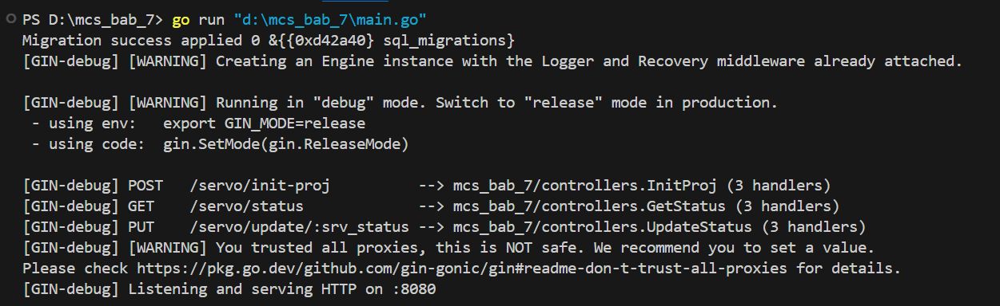 PS D:\mcs_bab_7> go run "d:\mcs_bab_7\main.go"
Migration success applied 0 &{{0xd42a40} sql_migrations}
[GIN-debug] [WARNING] Creating an Engine instance with the Logger and Recovery middleware already attached.
[GIN-debug] [WARNING] Running in "debug" mode. Switch to "release" mode in production.
 - using env:   export GIN_MODE=release
 - using code:  gin.SetMode(gin.ReleaseMode)
[GIN-debug] POST   /servo/init-proj          --> mcs_bab_7/controllers.InitProj (3 handlers)
[GIN-debug] GET    /servo/status             --> mcs_bab_7/controllers.GetStatus (3 handlers)
[GIN-debug] PUT    /servo/update/:srv_status --> mcs_bab_7/controllers.UpdateStatus (3 handlers)
[GIN-debug] [WARNING] You trusted all proxies, this is NOT safe. We recommend you to set a value.
Please check https://pkg.go.dev/github.com/gin-gonic/gin#readme-don-t-trust-all-proxies for details.
[GIN-debug] Listening and serving HTTP on :8080